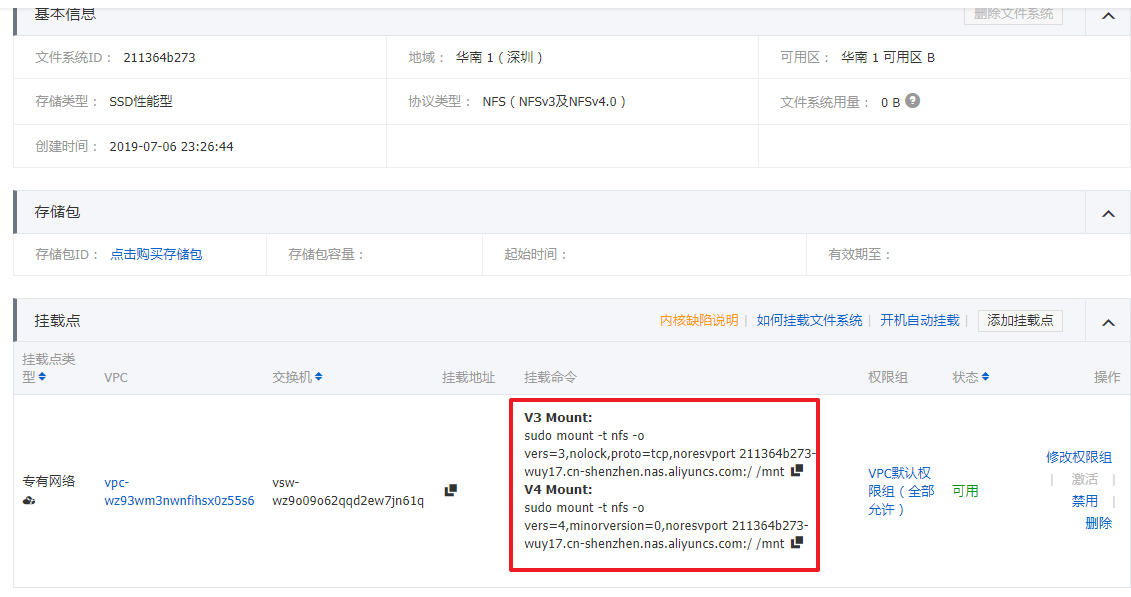 基本信息
删除文件系统
文件系统ID： 211364b273
地域： 华南 1（深圳）
可用区： 华南 1 可用区 B
存储类型： SSD性能型
协议类型： NFS（NFSv3及NFSv4.0）
文件系统用量： 0 B
创建时间： 2019-07-06 23:26:44
存储包
存储包ID： 点击购买存储包
存储包容量：
起始时间：
有效期至：
挂载点
内核缺陷说明 | 如何挂载文件系统 | 开机自动挂载 | 添加挂载点
挂载点类
型
VPC
交换机
挂载地址
挂载命令
权限组
状态
操作
专有网络
vpc-
wz93wm3nwnfihsx0z55s6
vsw-
wz9o09o62qqd2ew7jn61q
V3 Mount:
sudo mount -t nfs -o
vers=3,nolock,proto=tcp,noresvport 211364b273-
wuy17.cn-shenzhen.nas.aliyuncs.com:/ /mnt
V4 Mount:
sudo mount -t nfs -o
vers=4,minorversion=0,noresvport 211364b273-
wuy17.cn-shenzhen.nas.aliyuncs.com:/ /mnt
VPC默认权
限组（全部
允许）
可用
修改权限组
| 激活 |
禁用 |
删除